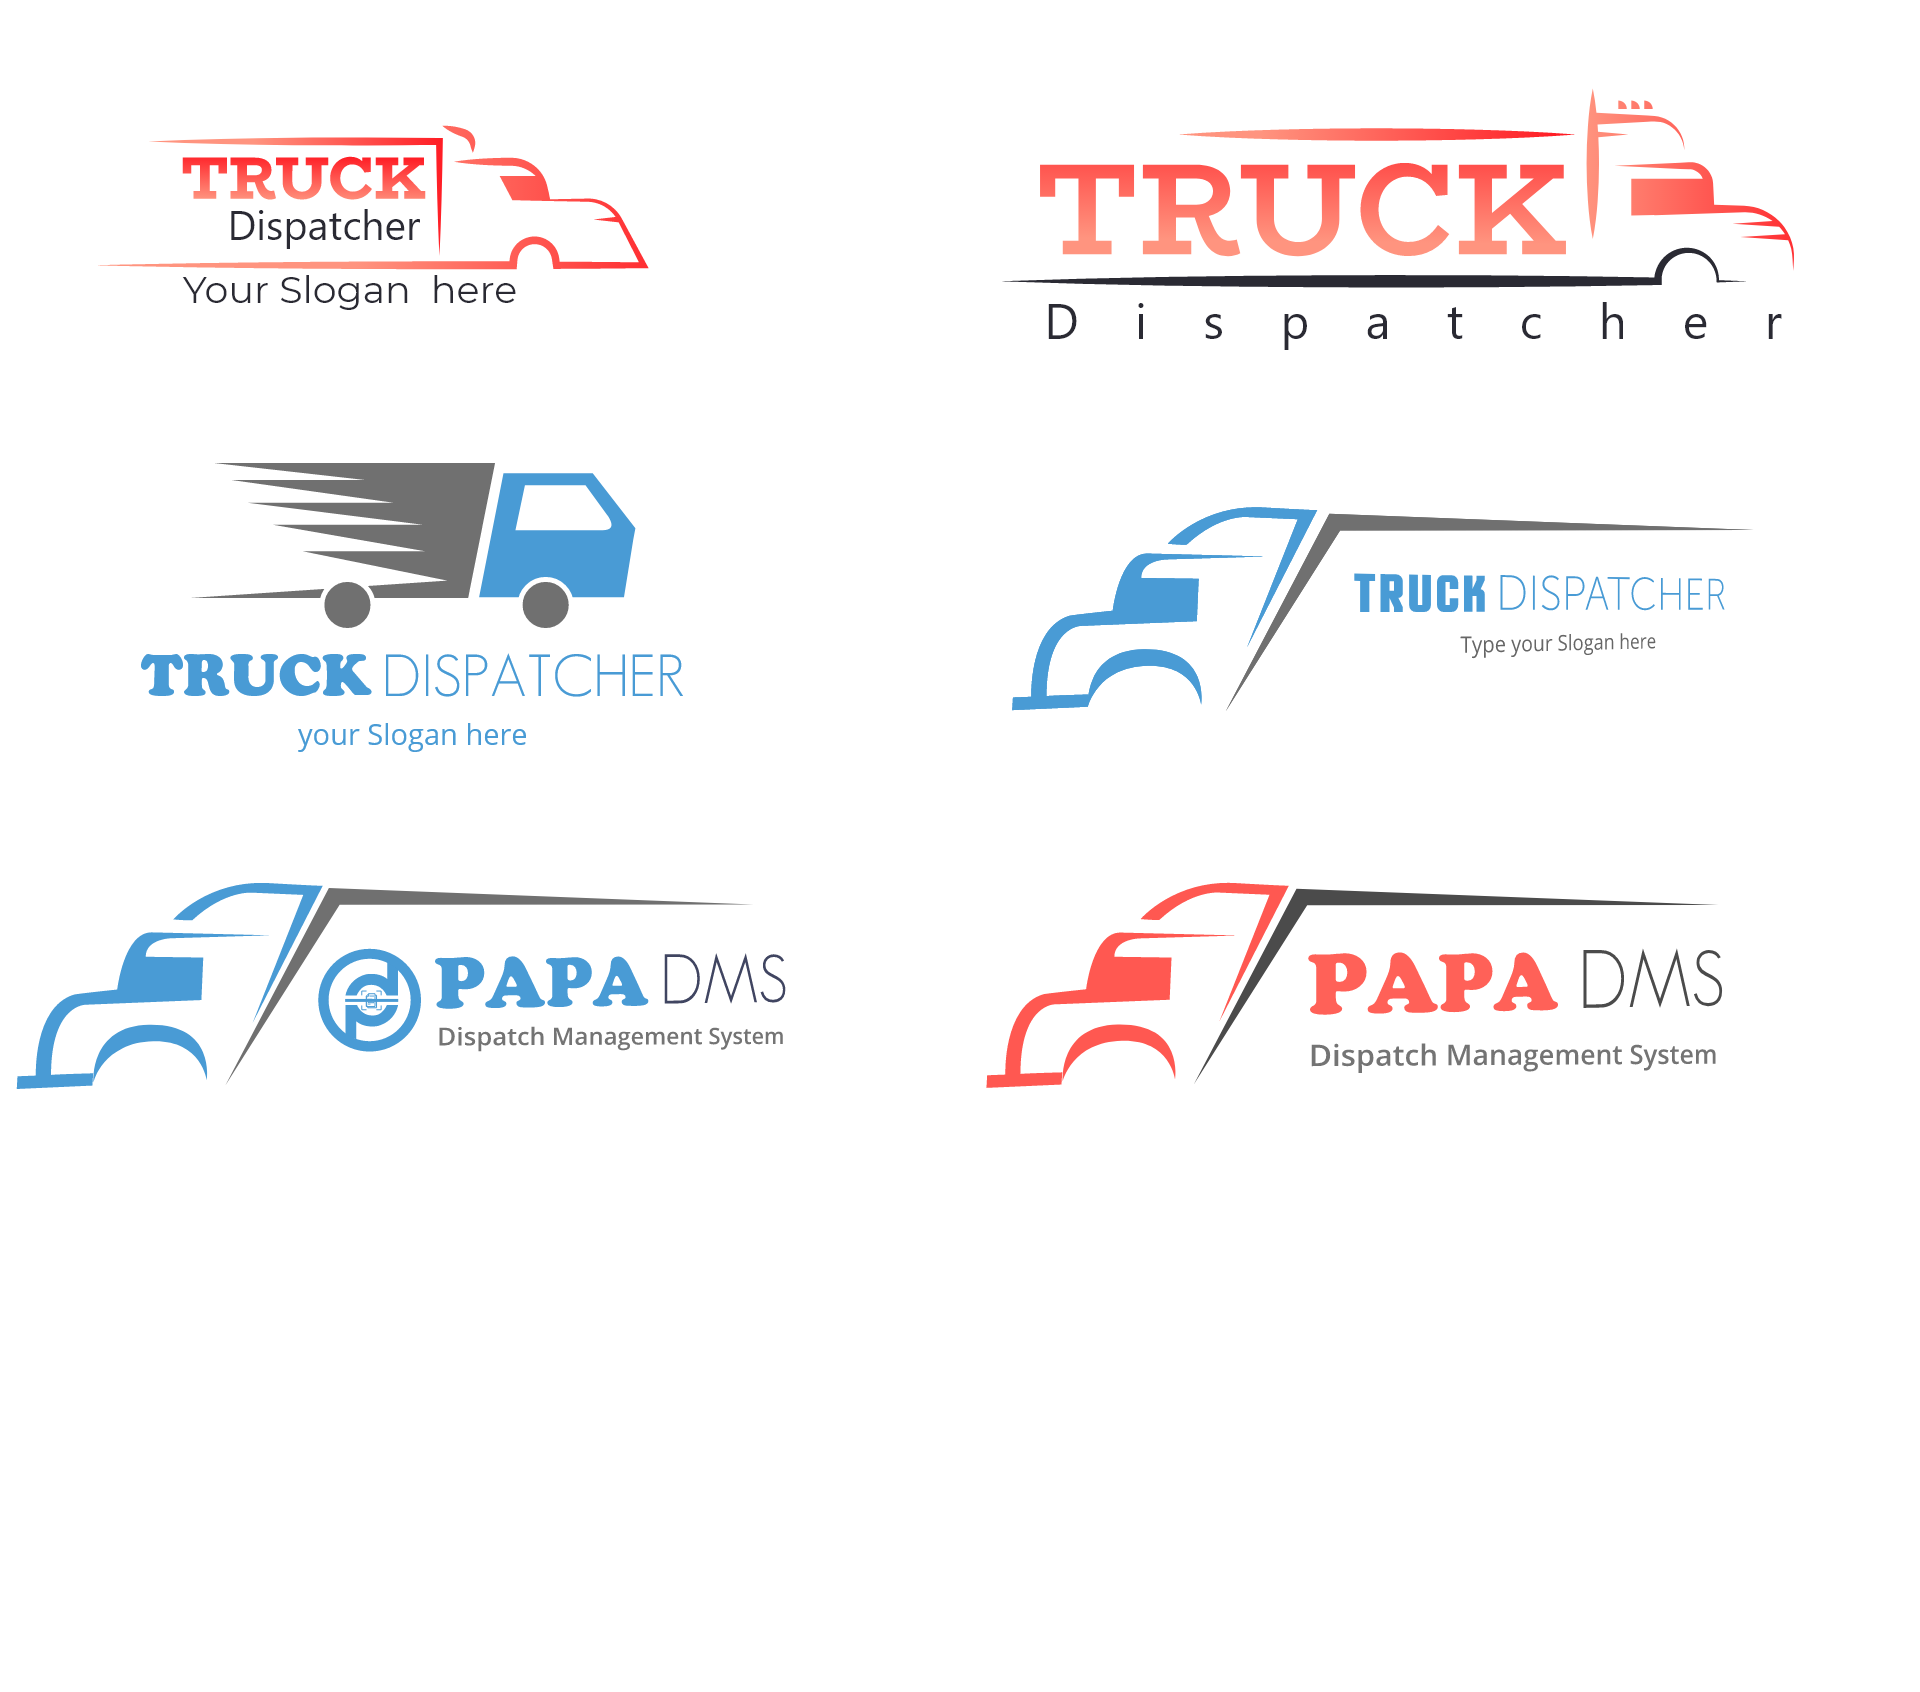 TRUCK
Dispatcher
Your Slogan here
TRUCK
Dispatcher
TRUCK DISPATCHER
your Slogan here
TRUCK DISPATCHER
Type your Slogan here
PAPA DMS
Dispatch Management System
PAPA DMS
Dispatch Management System